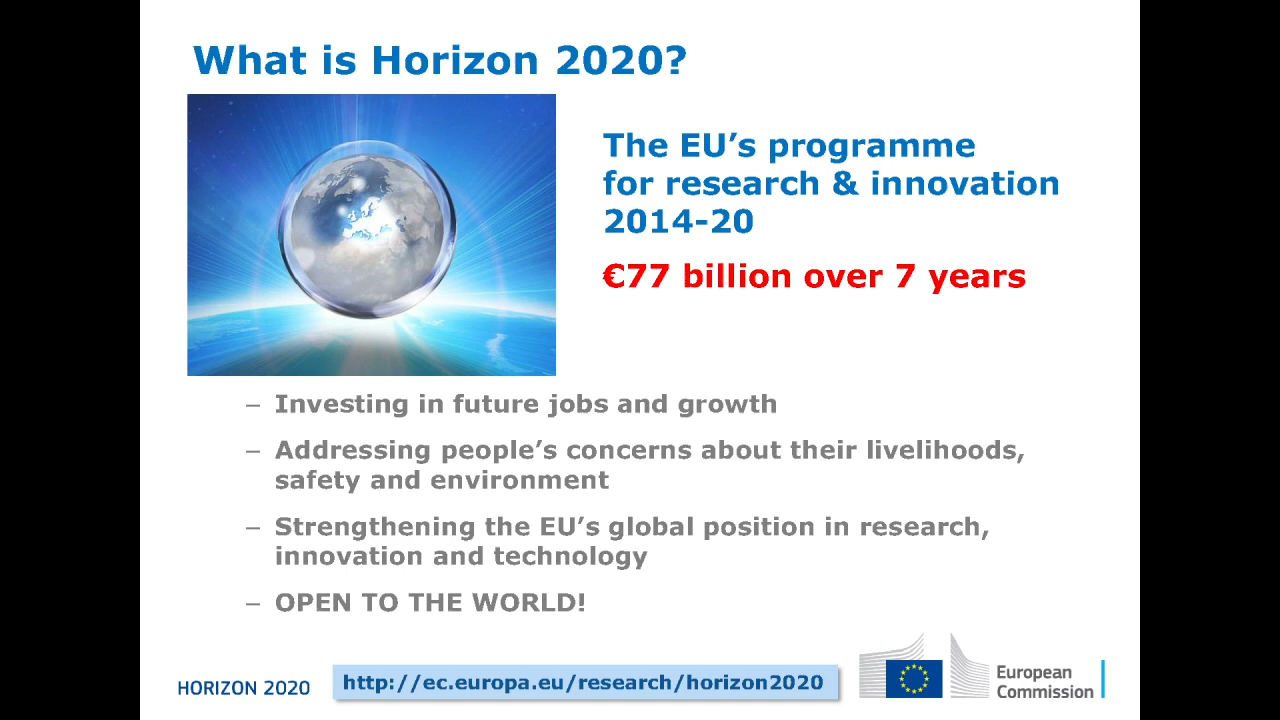 What is Horizon 2020?
The EU’s programme
for research & innovation
2014-20
€77 billion over 7 years
– Investing in future jobs and growth
– Addressing people’s concerns about their livelihoods,
safety and environment
– Strengthening the EU’s global position in research,
innovation and technology
– OPEN TO THE WORLD!
HORIZON 2020
http://ec.europa.eu/research/horizon2020
European
Commission